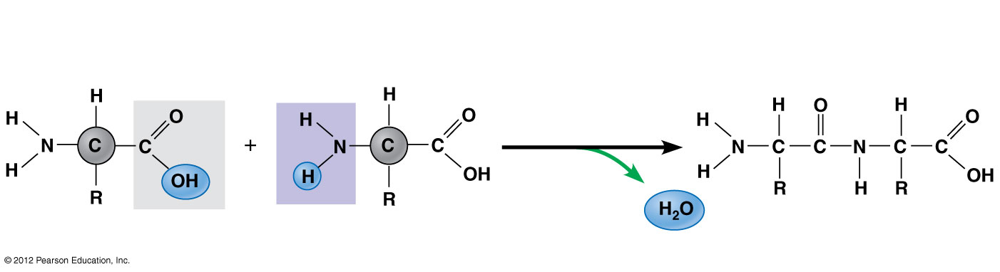 H H H O H O
H O H O
H H
N C C + N C C N C C N C C
H OH H OH H OH
R R R H R
H₂O
© 2012 Pearson Education, Inc.